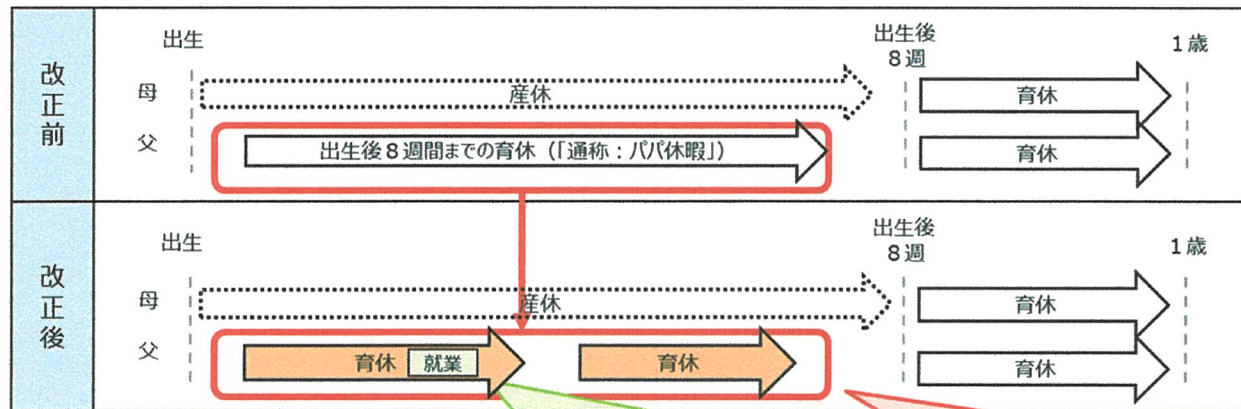 改正前
出生
出生後
8週
1歳
母
産休
育休
父
出生後8週間までの育休（「通称：パパ休暇」）
育休
改正後
出生
出生後
8週
1歳
母
産休
育休
父
育休
就業
育休
育休